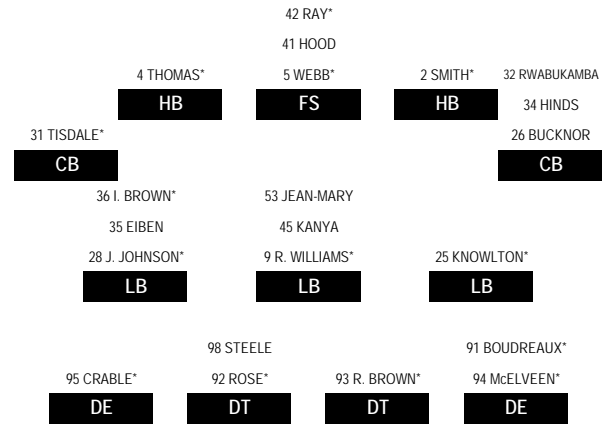 42 RAY*
41 HOOD
4 THOMAS* 5 WEBB* 2 SMITH* 32 RWABUKAMBA
HB FS HB 34 HINDS
31 TISDALE* 26 BUCKNOR
CB CB
36 I. BROWN* 53 JEAN-MARY
35 EIBEN 45 KANYA
28 J. JOHNSON* 9 R. WILLIAMS* 25 KNOWLTON*
LB LB LB
98 STEELE 91 BOUDREAUX*
95 CRABLE* 92 ROSE* 93 R. BROWN* 94 McELVEEN*
DE DT DT DE